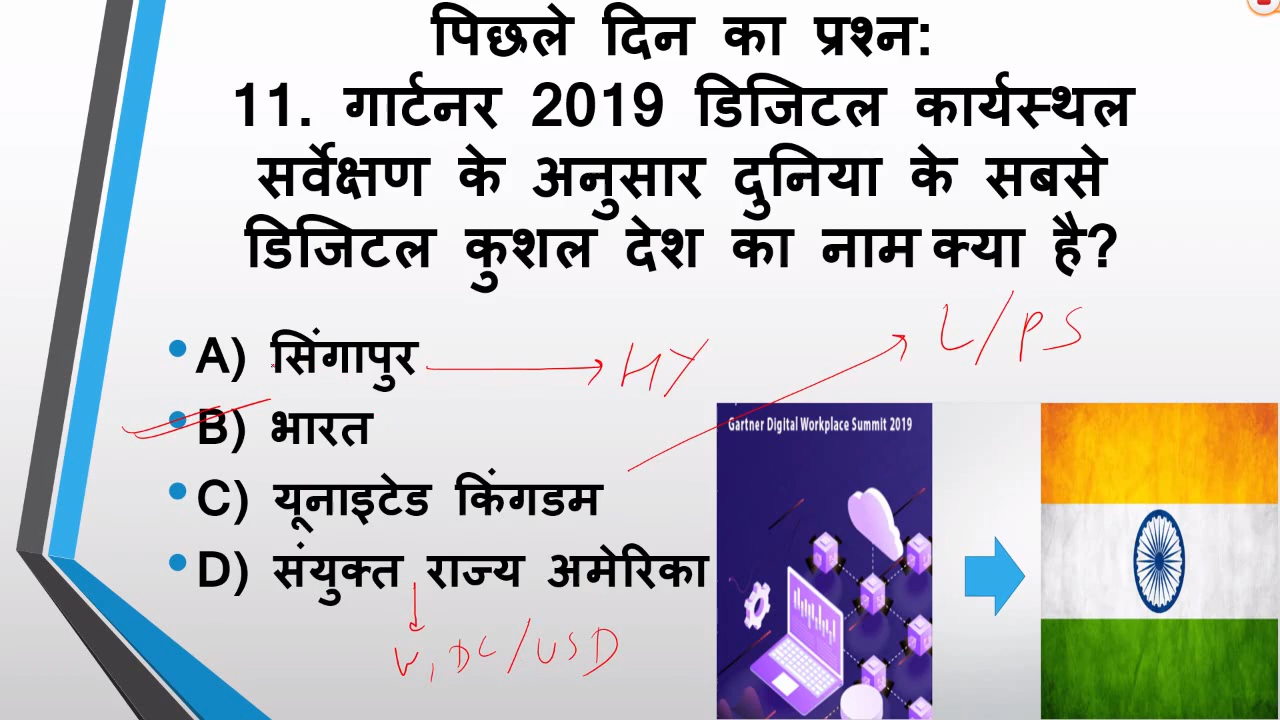 पिछले दिन का प्रश्न:
11. गार्टनर 2019 डिजिटल कार्यस्थल
सर्वेक्षण के अनुसार दुनिया के सबसे
डिजिटल कुशल देश का नाम क्या है?
A) सिंगापुर
HY
L/PS
B) भारत
C) यूनाइटेड किंगडम
D) संयुक्त राज्य अमेरिका
W, DC/USD
Gartner Digital Workplace Summit 2019